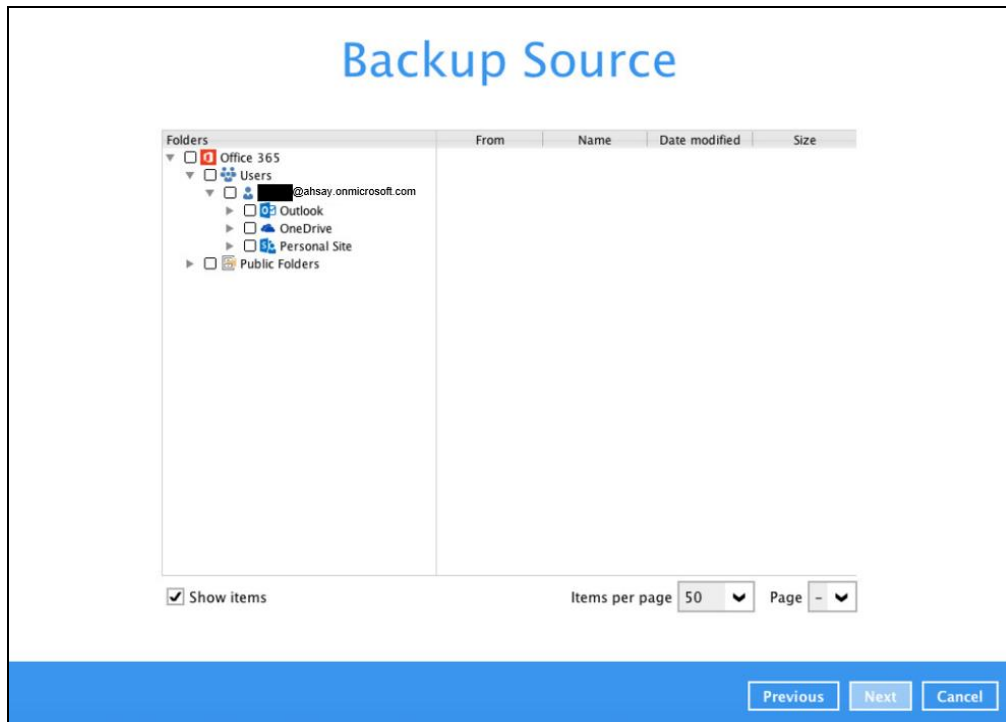 Backup Source
Folders From Name Date modified Size
Office 365
Users
@ahsay.onmicrosoft.com
Outlook
OneDrive
Personal Site
Public Folders
Show items Items per page 50 Page -
Previous Next Cancel